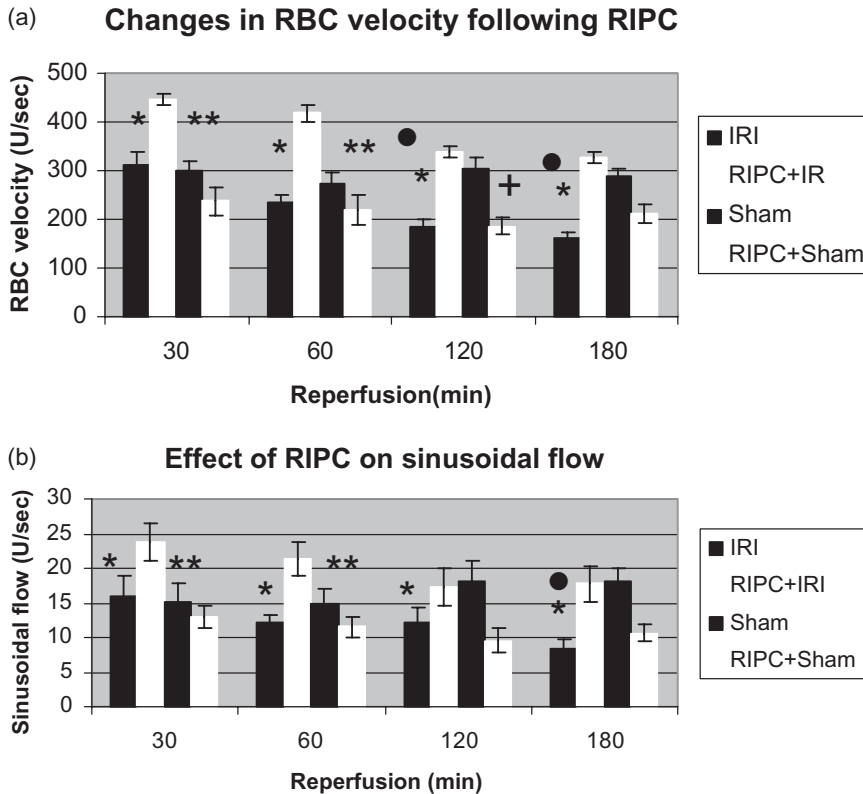 (a)
Changes in RBC velocity following RIPC
RBC velocity (U/sec)
500
400
300
200
100
0
* ** * ** ● * + ● *
30 60 120 180
Reperfusion(min)
IRI
RIPC+IR
Sham
RIPC+Sham
(b)
Effect of RIPC on sinusoidal flow
Sinusoidal flow (U/sec)
30
25
20
15
10
5
0
* ** * ** * ● *
30 60 120 180
Reperfusion (min)
IRI
RIPC+IRI
Sham
RIPC+Sham